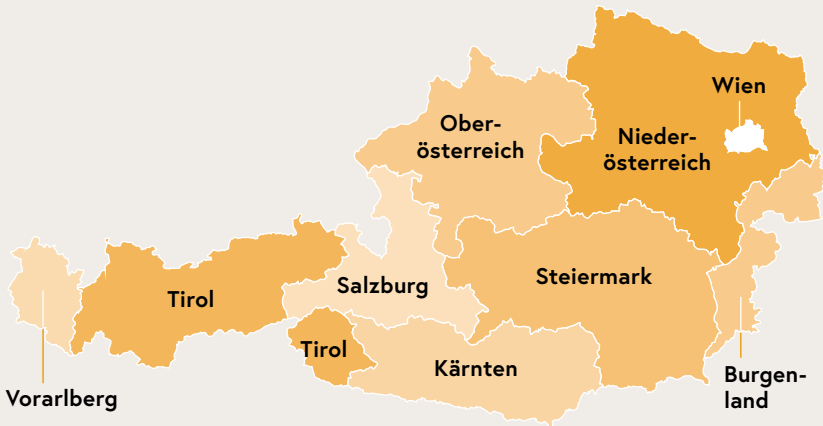 Wien
Ober-
österreich
Nieder-
österreich
Steiermark
Salzburg
Tirol
Tirol
Kärnten
Burgen-
land
Vorarlberg